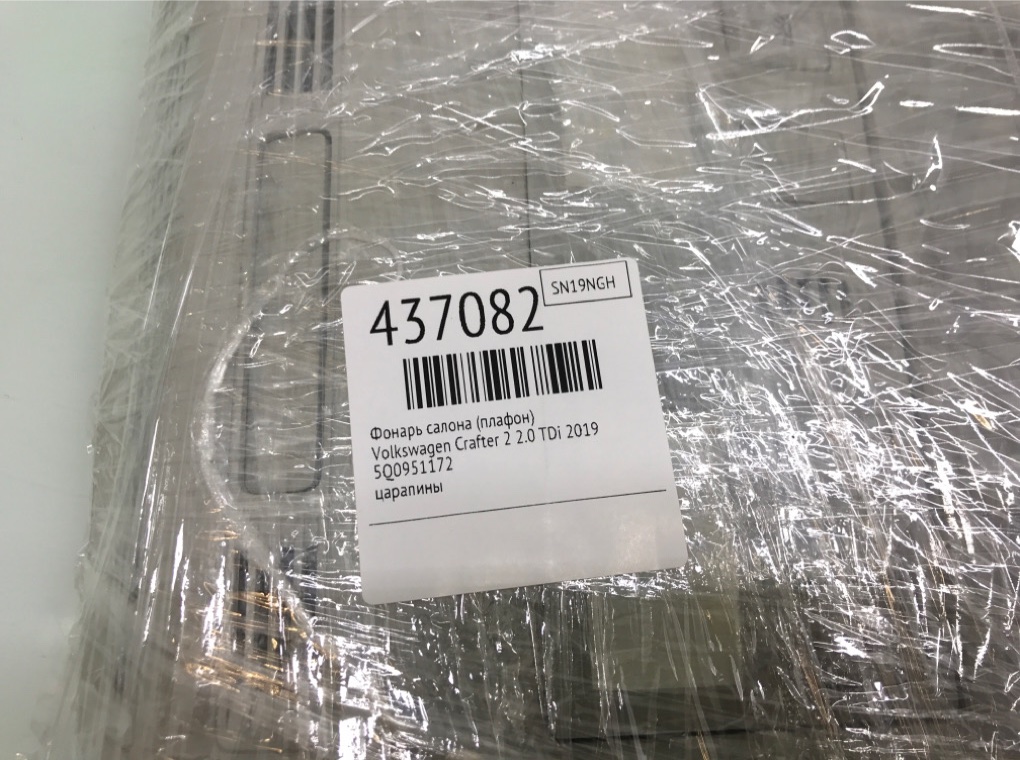 437082
SN19NGH
Фонарь салона (плафон)
Volkswagen Crafter 2 2.0 TDi 2019
5Q0951172
царапины